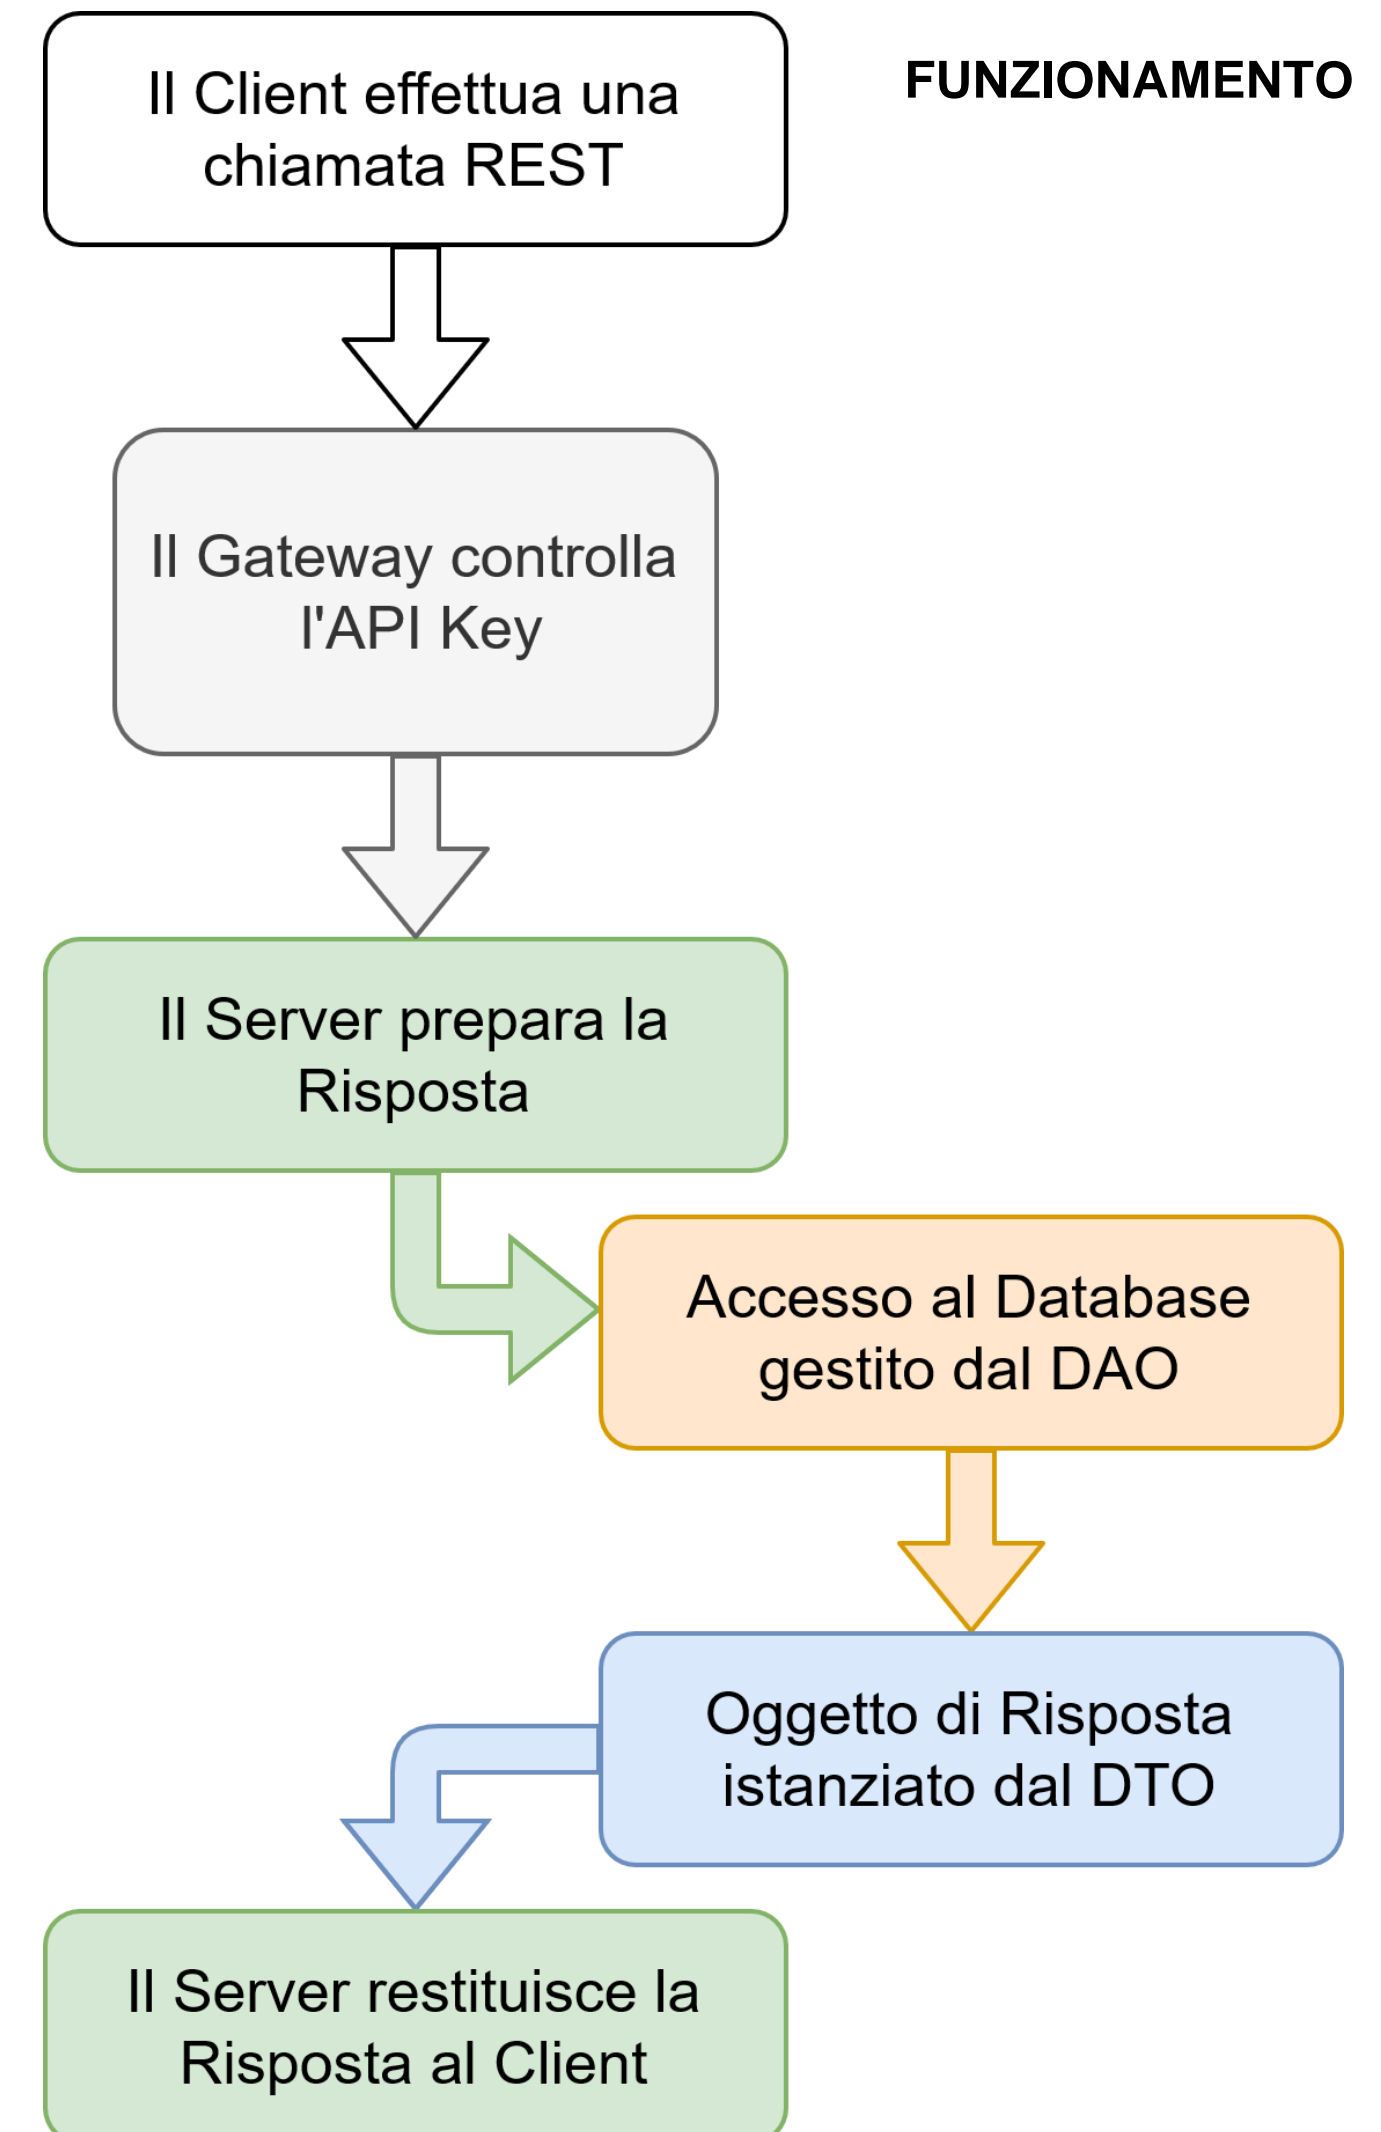 FUNZIONAMENTO
Il Client effettua una
chiamata REST
Il Gateway controlla
l'API Key
Il Server prepara la
Risposta
Accesso al Database
gestito dal DAO
Oggetto di Risposta
istanziato dal DTO
Il Server restituisce la
Risposta al Client